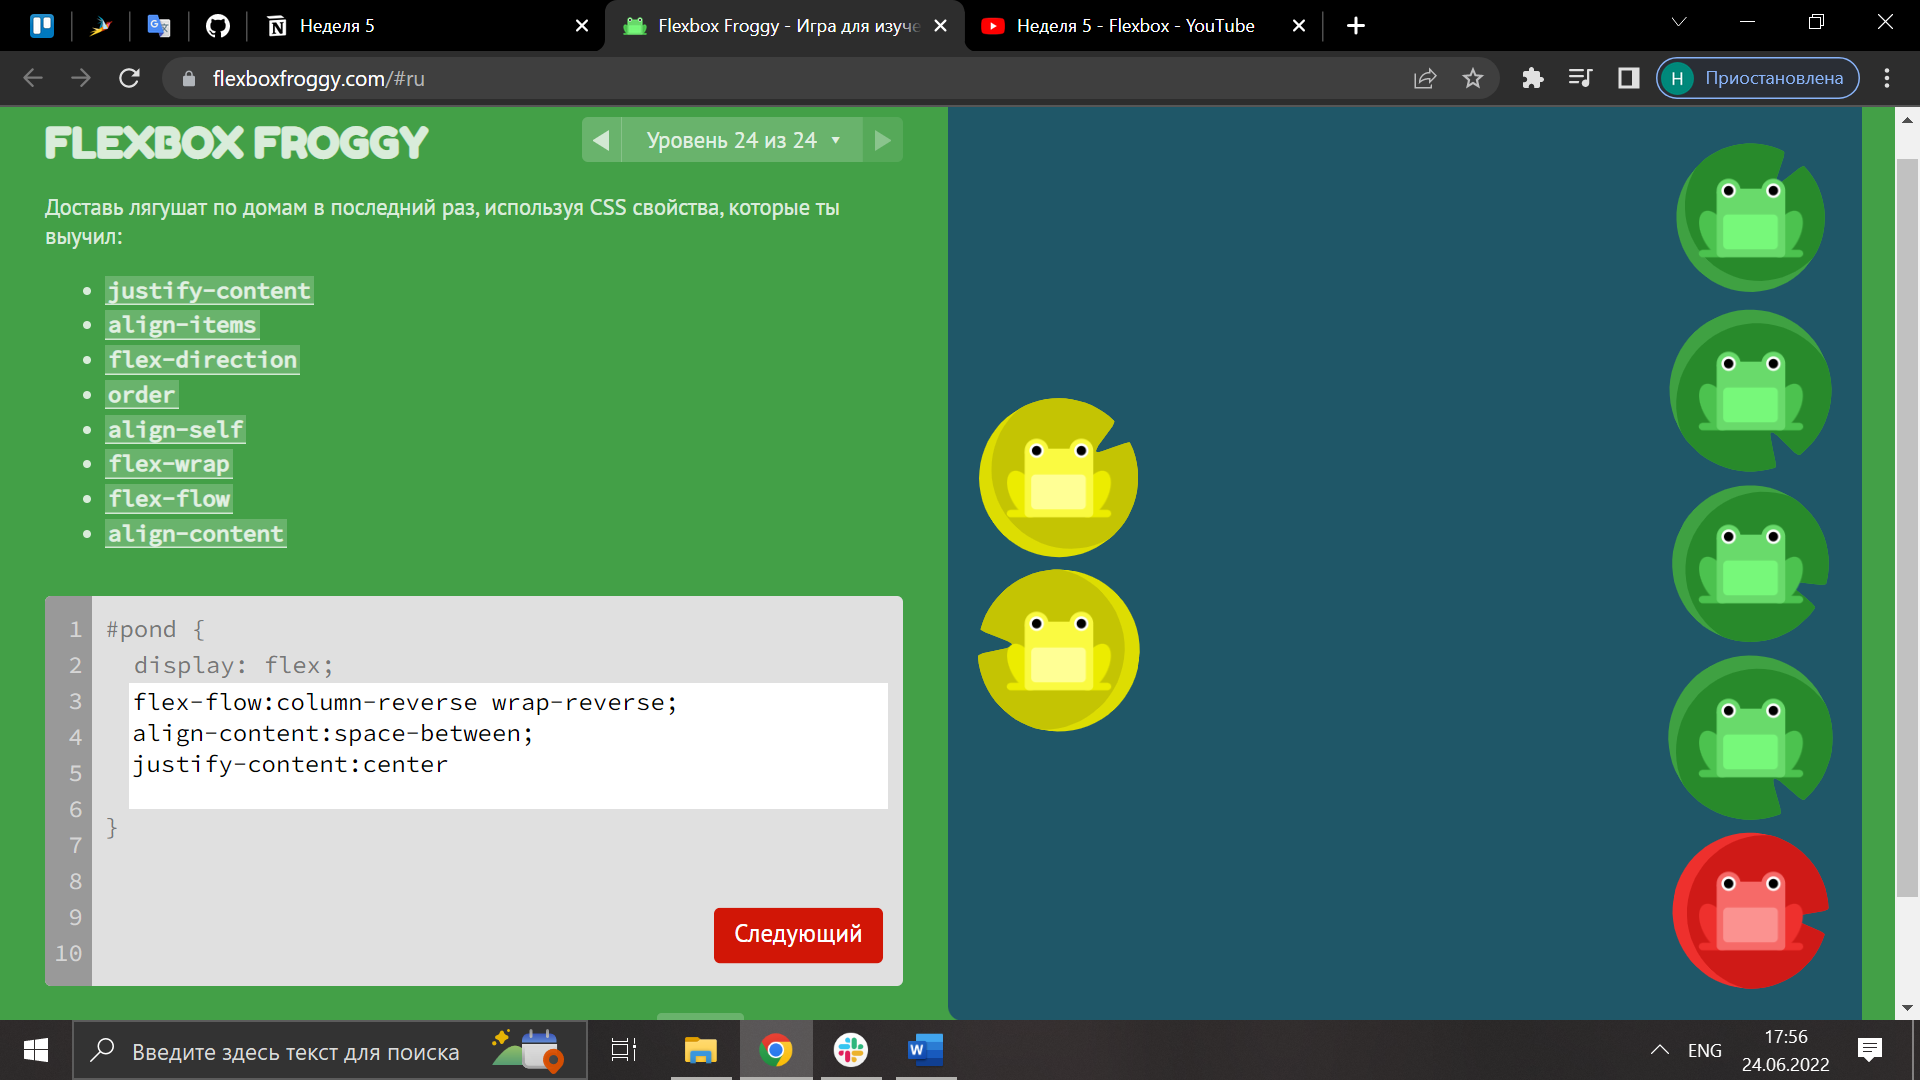 Неделя 5
Flexbox Froggy - Игра для изуче
Неделя 5 - Flexbox - YouTube
flexboxfroggy.com/#ru
Н Приостановлена
FLEXBOX FROGGY
Уровень 24 из 24
Доставь лягушат по домам в последний раз, используя CSS свойства, которые ты
выучил:
justify-content
align-items
flex-direction
order
align-self
flex-wrap
flex-flow
align-content
1 #pond {
2 display: flex;
3 flex-flow:column-reverse wrap-reverse;
4 align-content:space-between;
5 justify-content:center
6
}
7
8
9
10
Следующий
Введите здесь текст для поиска
ENG
17:56
24.06.2022